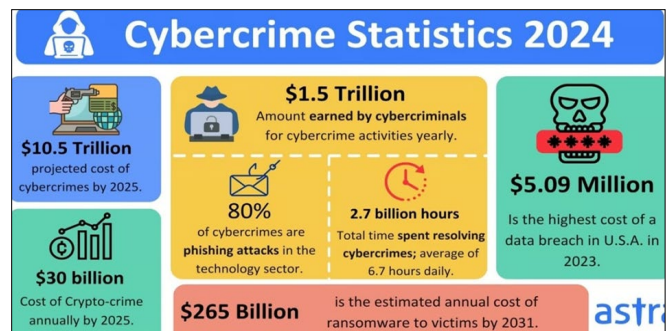 Cybercrime Statistics 2024
$10.5 Trillion
projected cost of
cybercrimes by 2025.
$30 billion
Cost of Crypto-crime
annually by 2025.
$1.5 Trillion
Amount earned by cybercriminals
for cybercrime activities yearly.
80%
of cybercrimes are
phishing attacks in the
technology sector.
2.7 billion hours
Total time spent resolving
cybercrimes; average of
6.7 hours daily.
$5.09 Million
Is the highest cost of a
data breach in U.S.A. in
2023.
$265 Billion
is the estimated annual cost of
ransomware to victims by 2031.
astra